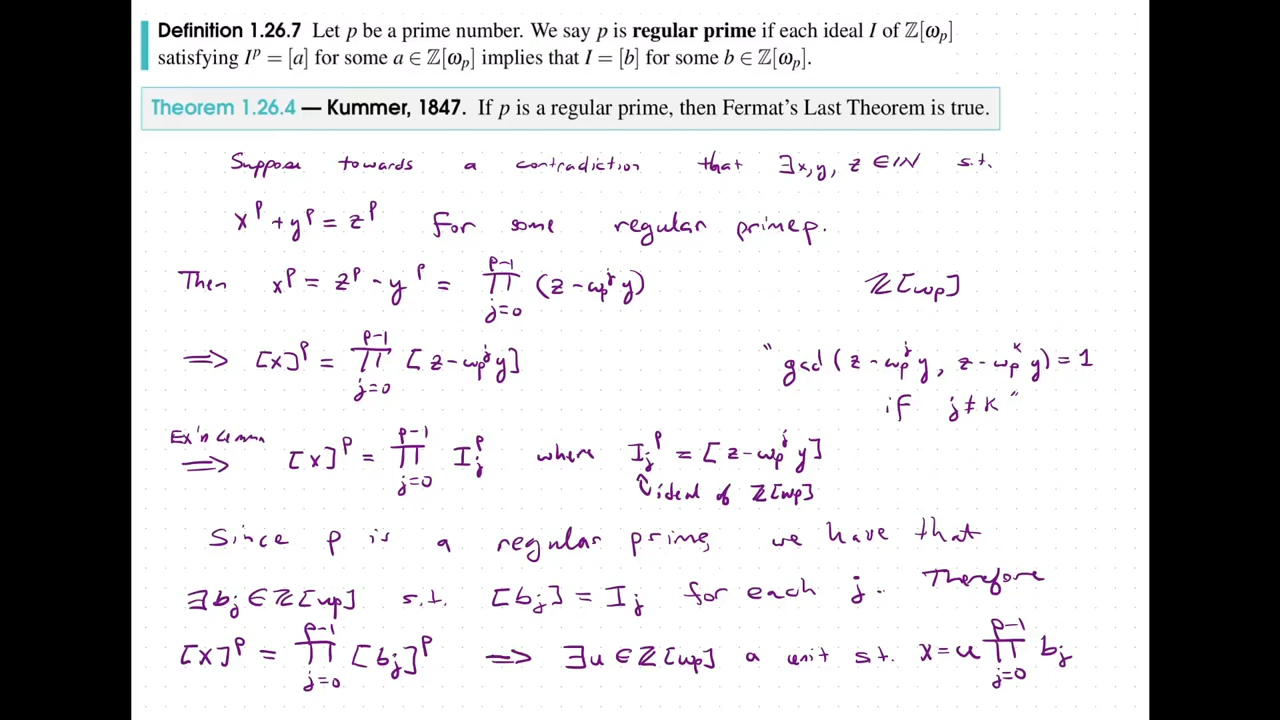 Definition 1.26.7 Let p be a prime number. We say p is regular prime if each ideal I of ℤ[ωₚ]
satisfying Iᵖ = [a] for some a ∈ ℤ[ωₚ] implies that I = [b] for some b ∈ ℤ[ωₚ].
Theorem 1.26.4 — Kummer, 1847. If p is a regular prime, then Fermat's Last Theorem is true.
Suppose towards a contradiction that ∃x,y, z ∈ ℕ s.t.
x^p + y^p = z^p for some regular prime p.
Then x^p = z^p - y^p = ∏_{j=0}^{p-1} (z - ω_p^j y) ℤ[ω_p]
⟹ [x]^p = ∏_{j=0}^{p-1} [z - ω_p^j y] "gcd(z - ω_p^j y, z - ω_p^k y) = 1
if j ≠ k"
⟹ [x]^p = ∏_{j=0}^{p-1} I_j^p where I_j^p = [z - ω_p^j y]
ideal of ℤ[ω_p]
Since p is a regular prime, we have that
∃b_j ∈ ℤ[ω_p] s.t. [b_j] = I_j for each j. Therefore
[x]^p = ∏_{j=0}^{p-1} [b_j]^p ⟹ ∃u ∈ ℤ[ω_p] a unit s.t. x = u ∏_{j=0}^{p-1} b_j